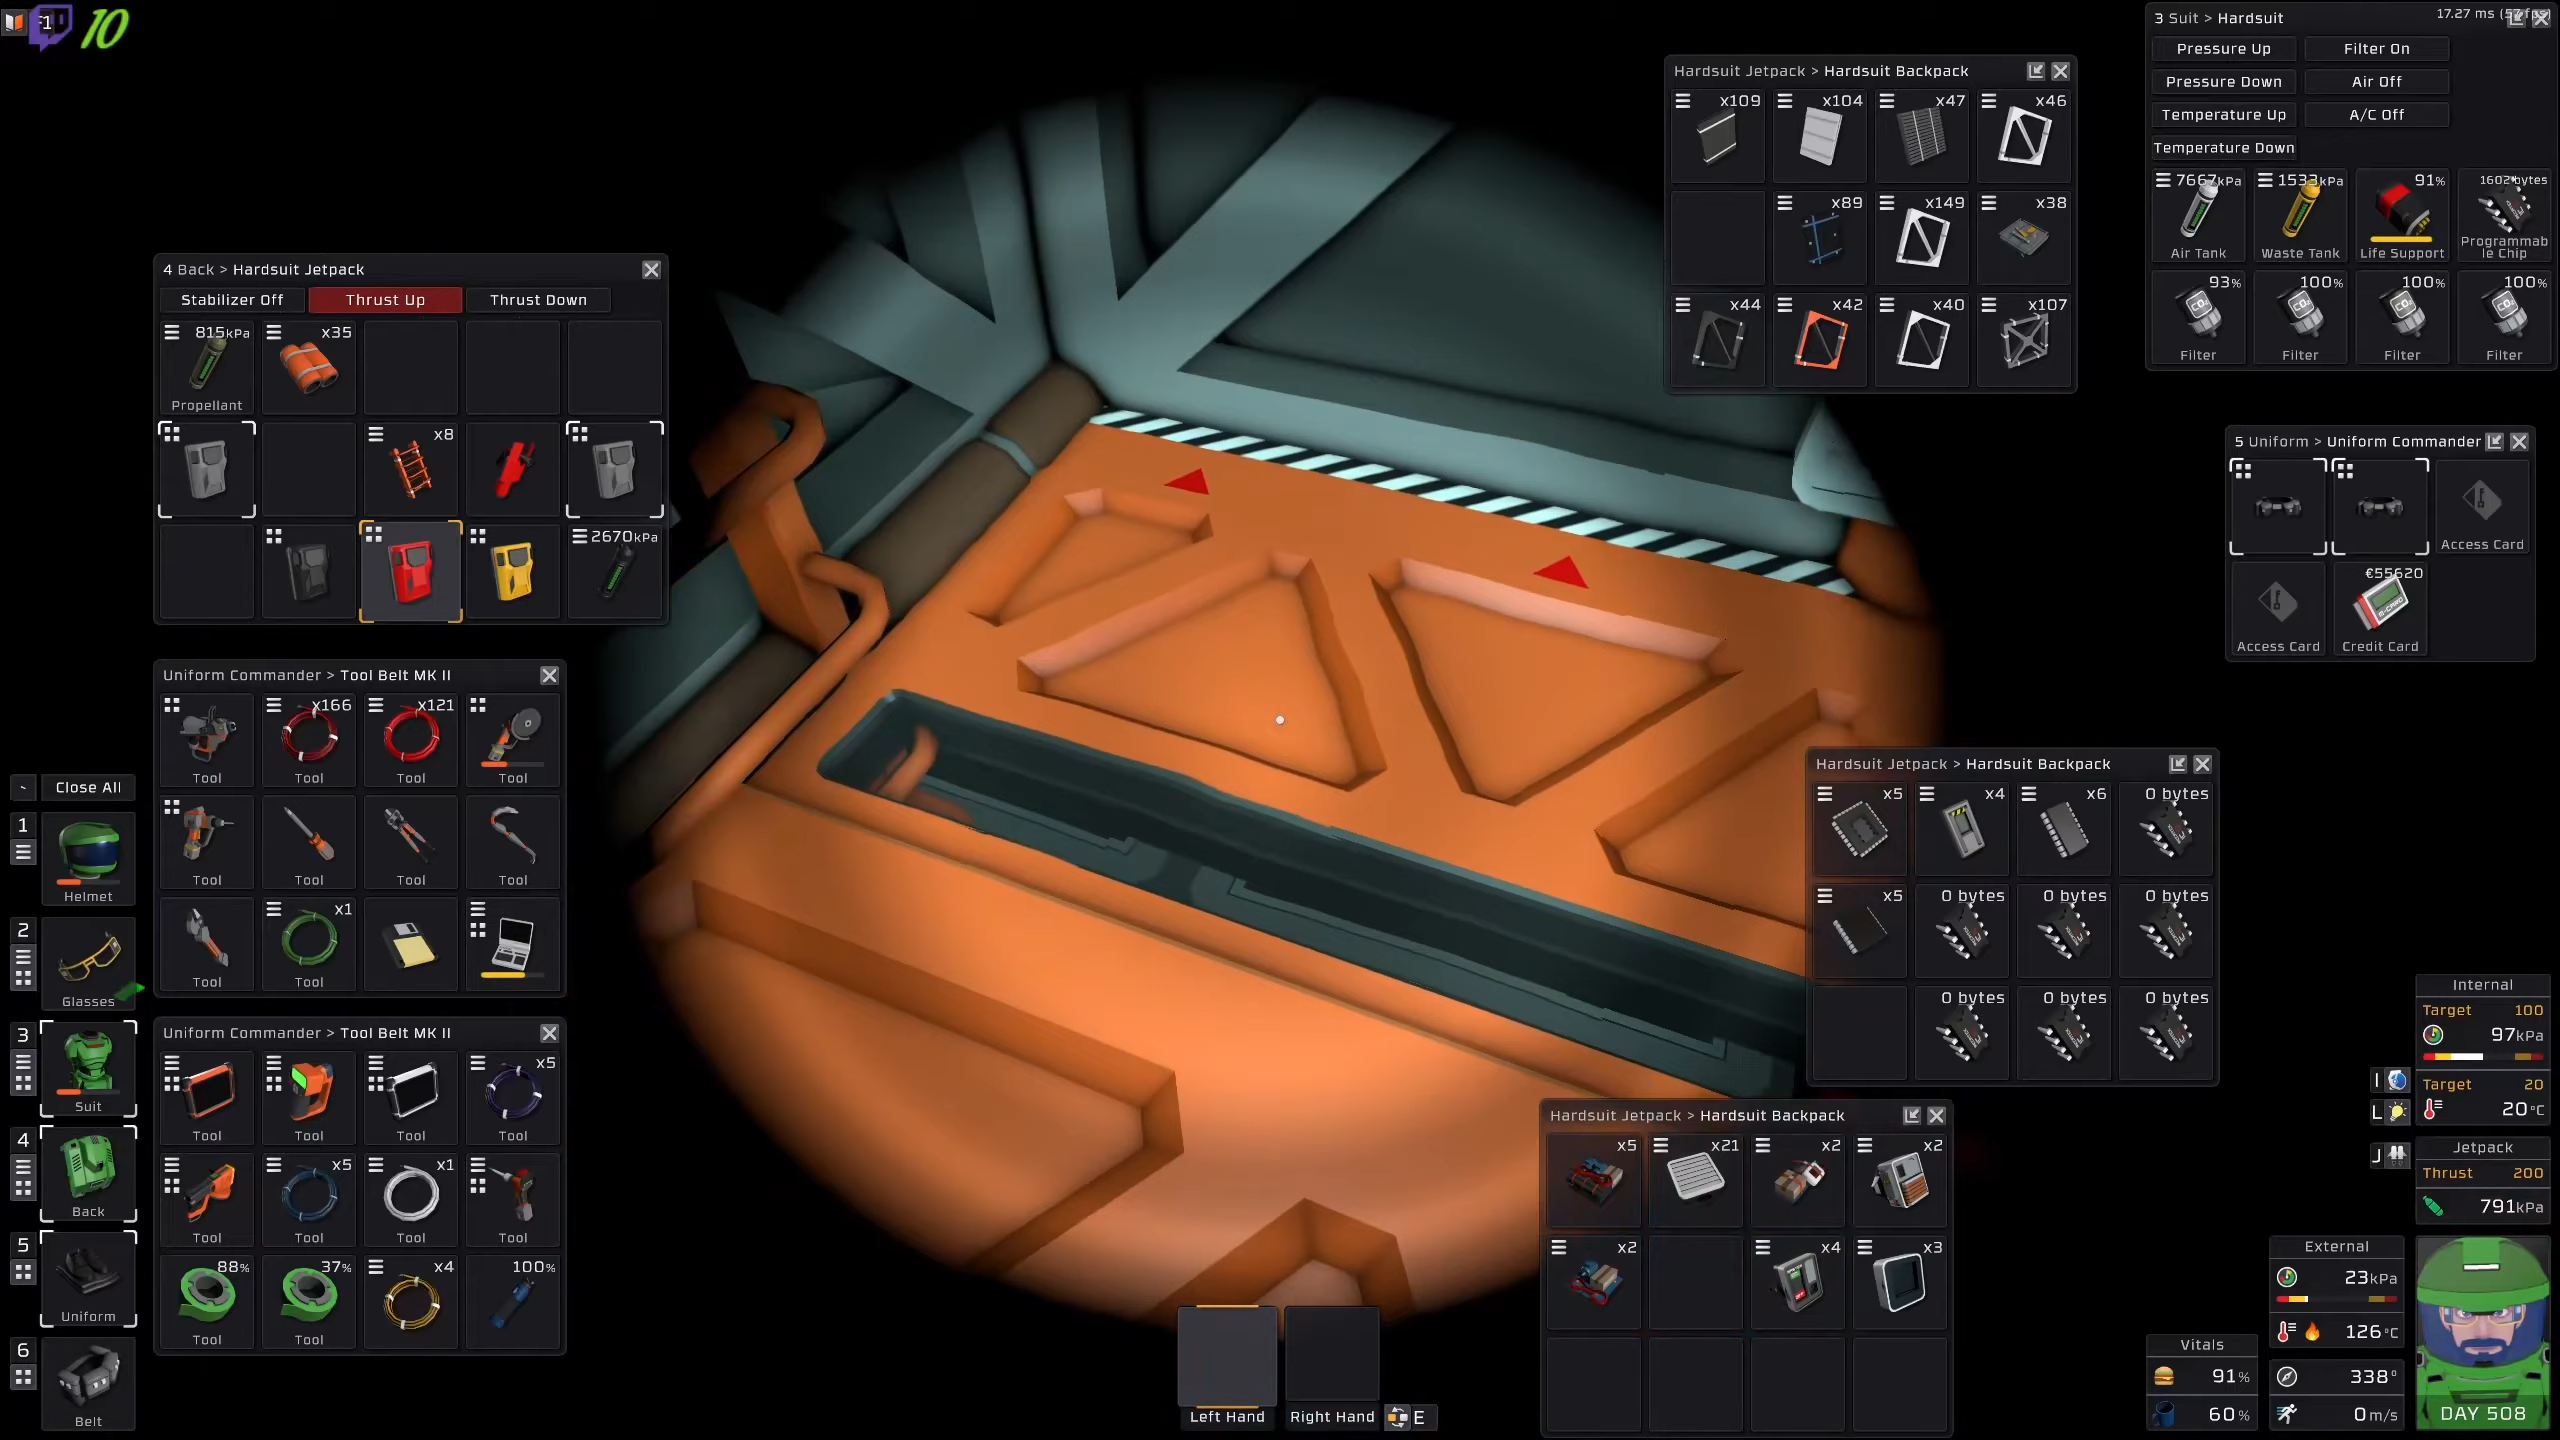 F1
10
4 Back > Hardsuit Jetpack
Stabilizer Off
Thrust Up
Thrust Down
815kPa
x35
Propellant
x8
2670kPa
Uniform Commander > Tool Belt MK II
x166
x121
Tool
Tool
Tool
Tool
Tool
Tool
Tool
Tool
x1
Tool
Tool
Uniform Commander > Tool Belt MK II
x5
Tool
Tool
Tool
Tool
x5
x1
Tool
Tool
Tool
Tool
88%
37%
x4
100%
Tool
Tool
Tool
Tool
~
Close All
1
Helmet
2
Glasses
3
Suit
4
Back
5
Uniform
6
Belt
Hardsuit Jetpack > Hardsuit Backpack
x109
x104
x47
x46
x89
x149
x38
x44
x42
x40
x107
3 Suit > Hardsuit
Pressure Up
Filter On
Pressure Down
Air Off
Temperature Up
A/C Off
Temperature Down
7667kPa
1533kPa
91%
Air Tank
Waste Tank
Life Support
Programmab
le Chip
93%
100%
100%
100%
Filter
Filter
Filter
Filter
5 Uniform > Uniform Commander
Access Card
€55620
Access Card
Credit Card
Hardsuit Jetpack > Hardsuit Backpack
x5
x4
x6
0 bytes
x5
0 bytes
0 bytes
0 bytes
0 bytes
0 bytes
0 bytes
Hardsuit Jetpack > Hardsuit Backpack
x5
x21
x2
x2
x2
x4
x3
Left Hand
Right Hand
E
Internal
Target 100
97kPa
I
Target 20
L
20°C
Jetpack
J
Thrust 200
791kPa
External
23kPa
126°C
Vitals
91%
338°
60%
0m/s
DAY 508